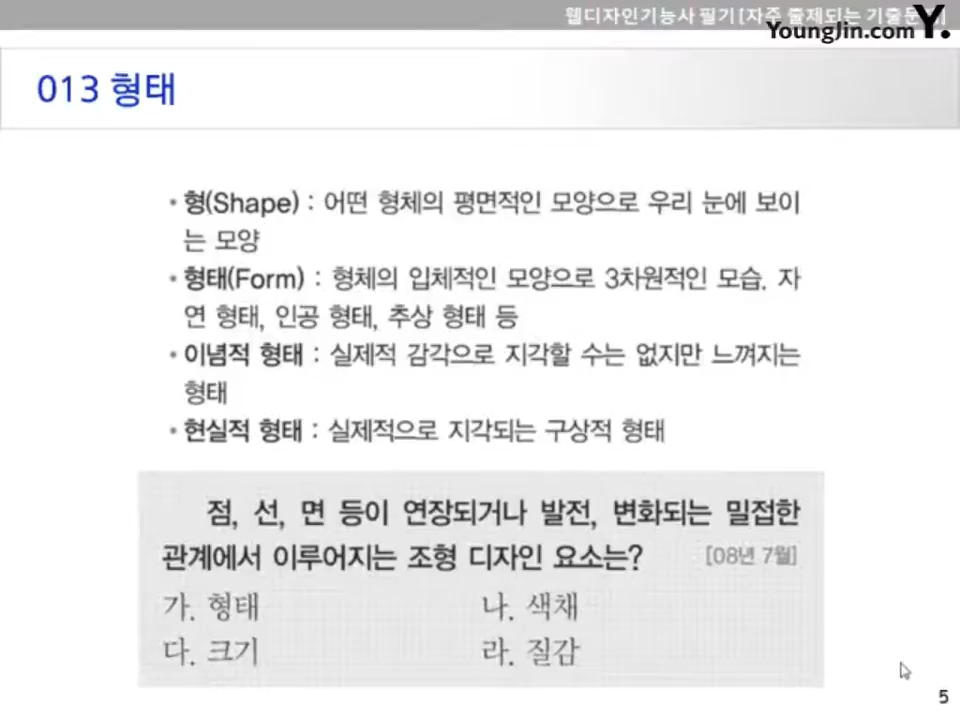 웹디자인기능사 필기[자주 출제되는 기출문제]
YoungJin.com Y.
013 형태
• 형(Shape) : 어떤 형체의 평면적인 모양으로 우리 눈에 보이
는 모양
• 형태(Form) : 형체의 입체적인 모양으로 3차원적인 모습. 자
연 형태, 인공 형태, 추상 형태 등
• 이념적 형태 : 실제적 감각으로 지각할 수는 없지만 느껴지는
형태
• 현실적 형태 : 실제적으로 지각되는 구상적 형태
점, 선, 면 등이 연장되거나 발전, 변화되는 밀접한
관계에서 이루어지는 조형 디자인 요소는? [08년 7월]
가. 형태 나. 색채
다. 크기 라. 질감
5